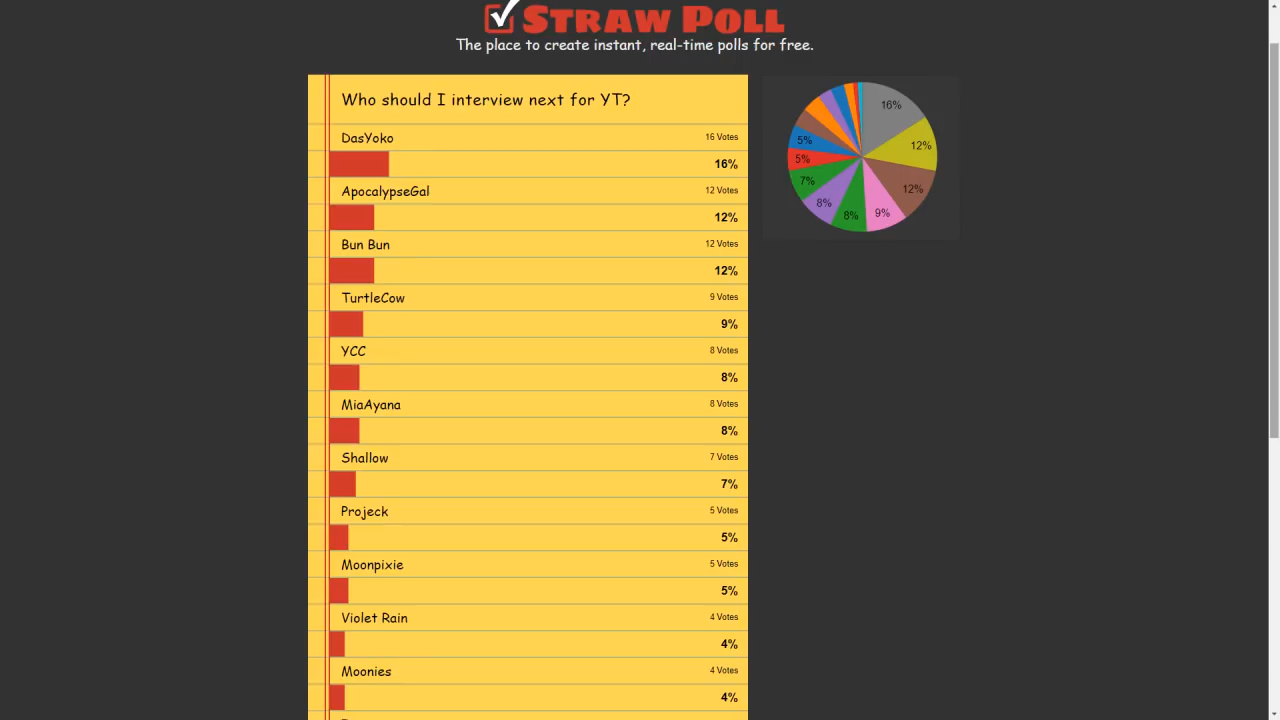 Straw Poll
The place to create instant, real-time polls for free.
Who should I interview next for YT?
DasYoko 16 Votes
16%
ApocalypseGal 12 Votes
12%
Bun Bun 12 Votes
12%
TurtleCow 9 Votes
9%
YCC 8 Votes
8%
MiaAyana 8 Votes
8%
Shallow 7 Votes
7%
Projeck 5 Votes
5%
Moonpixie 5 Votes
5%
Violet Rain 4 Votes
4%
Moonies 4 Votes
4%
16%
12%
12%
9%
8%
8%
7%
5%
5%